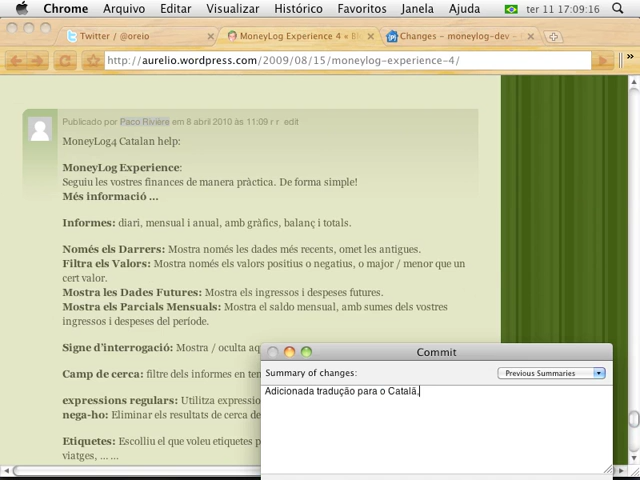 Chrome Arquivo Editar Visualizar Histórico Favoritos Janela Ajuda ter 11 17:09:16
Twitter / @oreio
MoneyLog Experience 4 «
Changes - moneylog-dev -
http://aurelio.wordpress.com/2009/08/15/moneylog-experience-4/
Publicado por Paco Rivière em 8 abril 2010 às 11:09 r r edit
MoneyLog4 Catalan help:
MoneyLog Experience:
Seguiu les vostres finances de manera pràctica. De forma simple!
Més informació ...
Informes: diari, mensual i anual, amb gràfics, balanç i totals.
Només els Darrers: Mostra només les dades més recents, omet les antigues.
Filtra els Valors: Mostra només els valors positius o negatius, o major / menor que un
cert valor.
Mostra les Dades Futures: Mostra els ingressos i despeses futures.
Mostra els Parcials Mensuals: Mostra el saldo mensual, amb sumes dels vostres
ingressos i despeses del període.
Signe d'interrogació: Mostra / oculta aq
Camp de cerca: filtre dels informes en
expressions regulars: Utilitza expressio
nega-ho: Eliminar els resultats de cerca de
Etiquetes: Escolliu el que voleu etiquetes p
viatges, ... ...
Commit
Summary of changes:
Previous Summaries
Adicionada tradução para o Catalã,